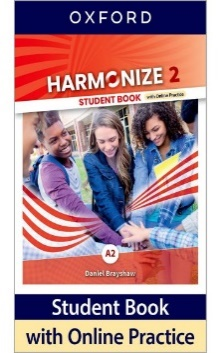 OXFORD
HARMONIZE 2
STUDENT BOOK with Online Practice
A2
Daniel Brayshaw
Student Book
with Online Practice